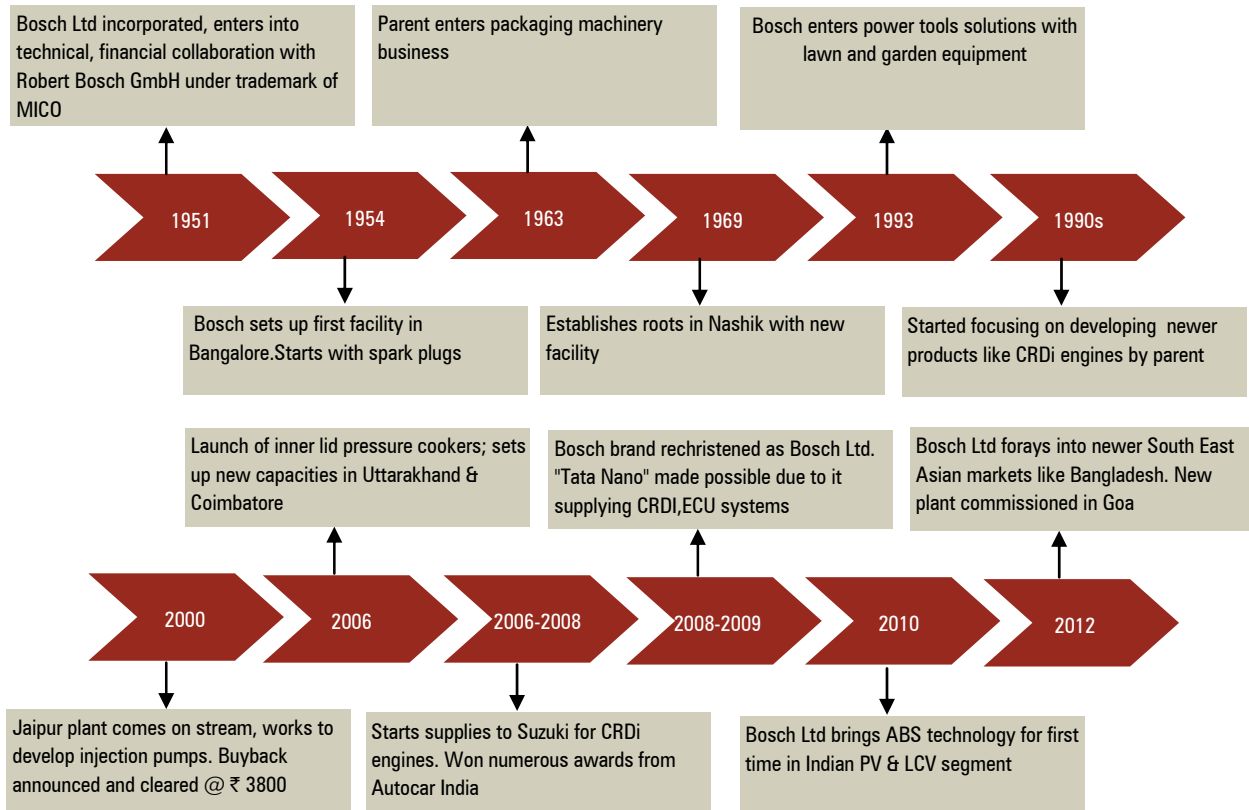 Bosch Ltd incorporated, enters into
technical, financial collaboration with
Robert Bosch GmbH under trademark of
MICO
Parent enters packaging machinery
business
Bosch enters power tools solutions with
lawn and garden equipment
1951
1954
1963
1969
1993
1990s
Bosch sets up first facility in
Bangalore.Starts with spark plugs
Establishes roots in Nashik with new
facility
Started focusing on developing newer
products like CRDi engines by parent
Launch of inner lid pressure cookers; sets
up new capacities in Uttarakhand &
Coimbatore
Bosch brand rechristened as Bosch Ltd.
"Tata Nano" made possible due to it
supplying CRDI,ECU systems
Bosch Ltd forays into newer South East
Asian markets like Bangladesh. New
plant commissioned in Goa
2000
2006
2006-2008
2008-2009
2010
2012
Jaipur plant comes on stream, works to
develop injection pumps. Buyback
announced and cleared @ ₹ 3800
Starts supplies to Suzuki for CRDi
engines. Won numerous awards from
Autocar India
Bosch Ltd brings ABS technology for first
time in Indian PV & LCV segment